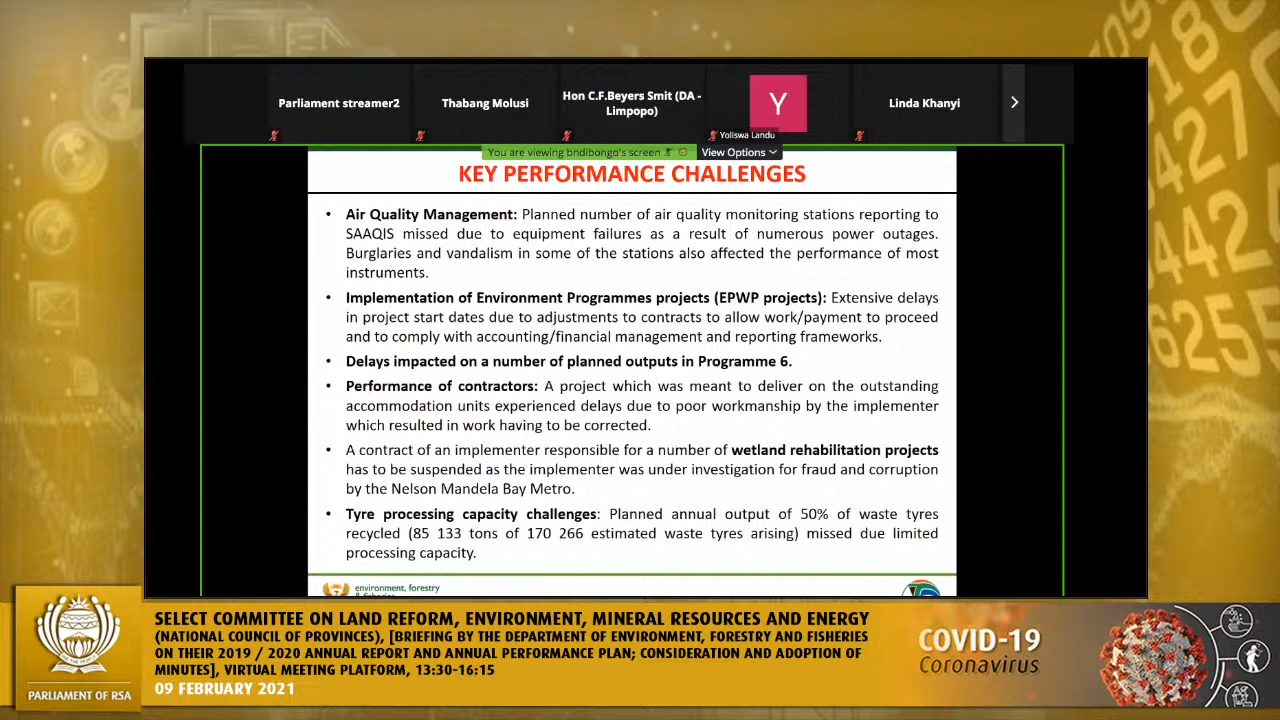 Parliament streamer2
Thabang Molusi
Hon C.F.Beyers Smit (DA -
Limpopo)
Y
Yoliswa Landu
Linda Khanyi
You are viewing bndibongo's screen
View Options
KEY PERFORMANCE CHALLENGES
• Air Quality Management: Planned number of air quality monitoring stations reporting to
SAAQIS missed due to equipment failures as a result of numerous power outages.
Burglaries and vandalism in some of the stations also affected the performance of most
instruments.
• Implementation of Environment Programmes projects (EPWP projects): Extensive delays
in project start dates due to adjustments to contracts to allow work/payment to proceed
and to comply with accounting/financial management and reporting frameworks.
• Delays impacted on a number of planned outputs in Programme 6.
• Performance of contractors: A project which was meant to deliver on the outstanding
accommodation units experienced delays due to poor workmanship by the implementer
which resulted in work having to be corrected.
• A contract of an implementer responsible for a number of wetland rehabilitation projects
has to be suspended as the implementer was under investigation for fraud and corruption
by the Nelson Mandela Bay Metro.
• Tyre processing capacity challenges: Planned annual output of 50% of waste tyres
recycled (85 133 tons of 170 266 estimated waste tyres arising) missed due limited
processing capacity.
environment, forestry
PARLIAMENT OF RSA
SELECT COMMITTEE ON LAND REFORM, ENVIRONMENT, MINERAL RESOURCES AND ENERGY
(NATIONAL COUNCIL OF PROVINCES), [BRIEFING BY THE DEPARTMENT OF ENVIRONMENT, FORESTRY AND FISHERIES
ON THEIR 2019 / 2020 ANNUAL REPORT AND ANNUAL PERFORMANCE PLAN; CONSIDERATION AND ADOPTION OF
MINUTES], VIRTUAL MEETING PLATFORM, 13:30-16:15
09 FEBRUARY 2021
COVID-19
Coronavirus